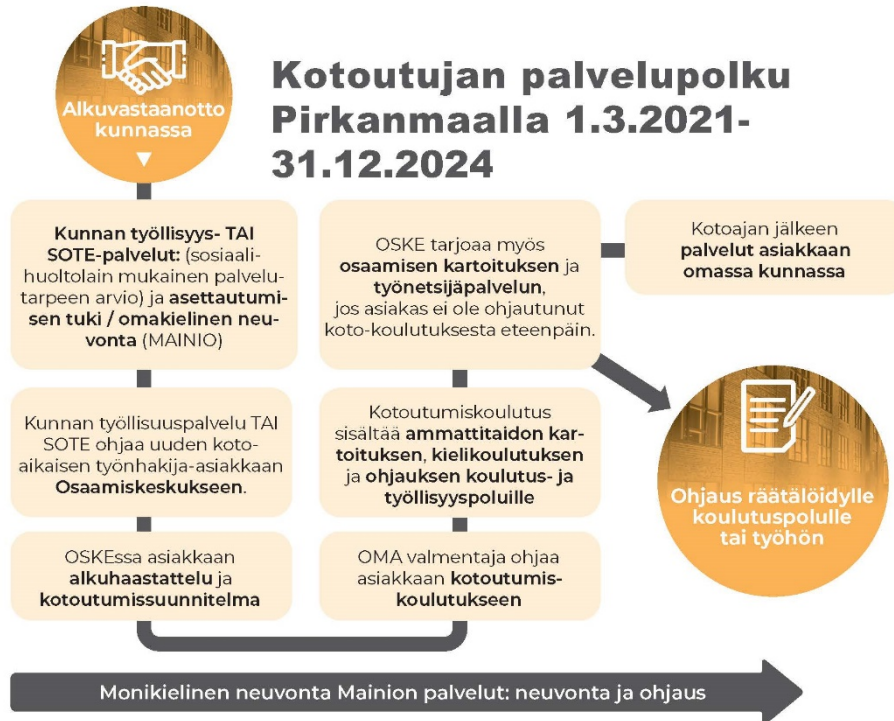 Alkuvastaanotto
kunnassa
Kotoutujan palvelupolku
Pirkanmaalla 1.3.2021-
31.12.2024
Kunnan työllisyys- TAI
SOTE-palvelut: (sosiaali-
huoltolain mukainen palvelu-
tarpeen arvio) ja asettautumi-
sen tuki / omakielinen neu-
vonta (MAINIO)
Kunnan työllisuuspalvelu TAI
SOTE ohjaa uuden koto-
aikaisen työnhakija-asiakkaan
Osaamiskeskukseen.
OSKEssa asiakkaan
alkuhaastattelu ja
kotoutumissuunnitelma
OMA valmentaja ohjaa
asiakkaan kotoutumis-
koulutukseen
Kotoutumiskoulutus
sisältää ammattitaidon kar-
toituksen, kielikoulutuksen
ja ohjauksen koulutus- ja
työllisyyspoluille
OSKE tarjoaa myös
osaamisen kartoituksen ja
työnetsijäpalvelun,
jos asiakas ei ole ohjautunut
koto-koulutuksesta eteenpäin.
Kotoajan jälkeen
palvelut asiakkaan
omassa kunnassa
Ohjaus räätälöidylle
koulutuspolulle
tai työhön
Monikielinen neuvonta Mainion palvelut: neuvonta ja ohjaus